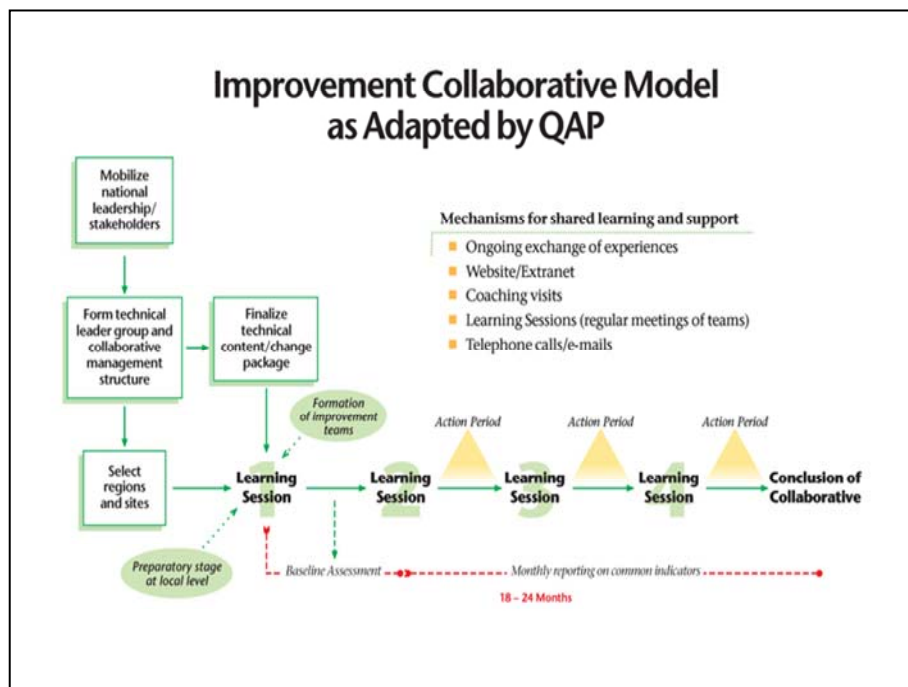 Improvement Collaborative Model
as Adapted by QAP
Mobilize
national
leadership/
stakeholders
Mechanisms for shared learning and support
Ongoing exchange of experiences
Website/Extranet
Coaching visits
Learning Sessions (regular meetings of teams)
Telephone calls/e-mails
Form technical
leader group and
collaborative
management
structure
Finalize
technical
content/change
package
Formation
of improvement
teams
Action Period
Action Period
Action Period
Select
regions
and sites
1
Learning
Session
2
Learning
Session
3
Learning
Session
4
Learning
Session
Conclusion of
Collaborative
Preparatory stage
at local level
Baseline Assessment
Monthly reporting on common indicators
18 – 24 Months